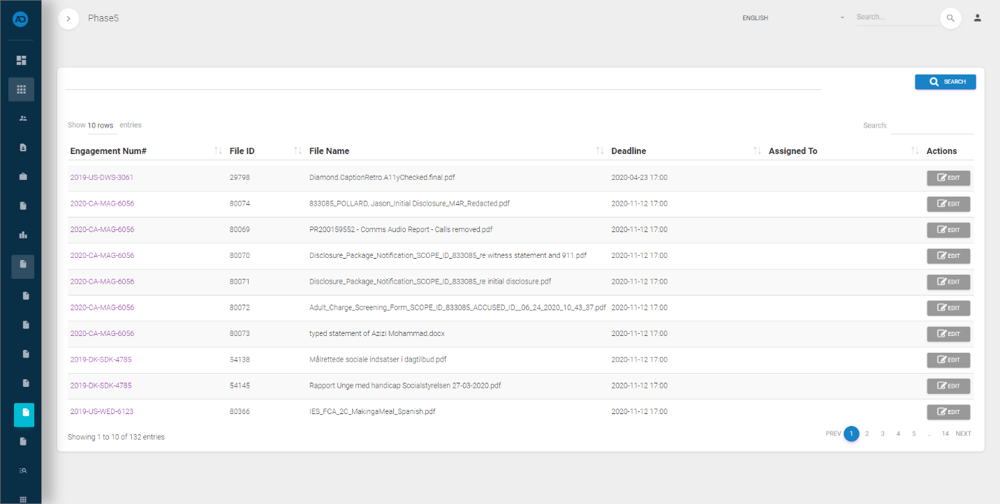 AD
Phase5
ENGLISH
Search...
SEARCH
Show 10 rows entries
Search:
Engagement Num# File ID File Name Deadline Assigned To Actions
2019-US-DWS-3061 29798 Diamond.CaptionRetro.A11yChecked.final.pdf 2020-04-23 17:00 EDIT
2020-CA-MAG-6056 80074 833085_POLLARD, Jason_Initial Disclosure_M4R_Redacted.pdf 2020-11-12 17:00 EDIT
2020-CA-MAG-6056 80069 PR200159552 - Comms Audio Report - Calls removed.pdf 2020-11-12 17:00 EDIT
2020-CA-MAG-6056 80070 Disclosure_Package_Notification_SCOPE_ID_833085_re witness statement and 911.pdf 2020-11-12 17:00 EDIT
2020-CA-MAG-6056 80071 Disclosure_Package_Notification_SCOPE_ID_833085_re initial disclosure.pdf 2020-11-12 17:00 EDIT
2020-CA-MAG-6056 80072 Adult_Charge_Screening_Form_SCOPE_ID_833085_ACCUSED_ID__06_24_2020_10_43_37.pdf 2020-11-12 17:00 EDIT
2020-CA-MAG-6056 80073 typed statement of Azizi Mohammad.docx 2020-11-12 17:00 EDIT
2019-DK-SDK-4785 54138 Målrettede sociale indsatser i dagtilbud.pdf 2020-11-12 17:00 EDIT
2019-DK-SDK-4785 54145 Rapport Unge med handicap Socialstyrelsen 27-03-2020.pdf 2020-11-12 17:00 EDIT
2019-US-WED-6123 80366 IES_FCA_2C_MakingaMeal_Spanish.pdf 2020-11-12 17:00 EDIT
Showing 1 to 10 of 132 entries
PREV 1 2 3 4 5 ... 14 NEXT